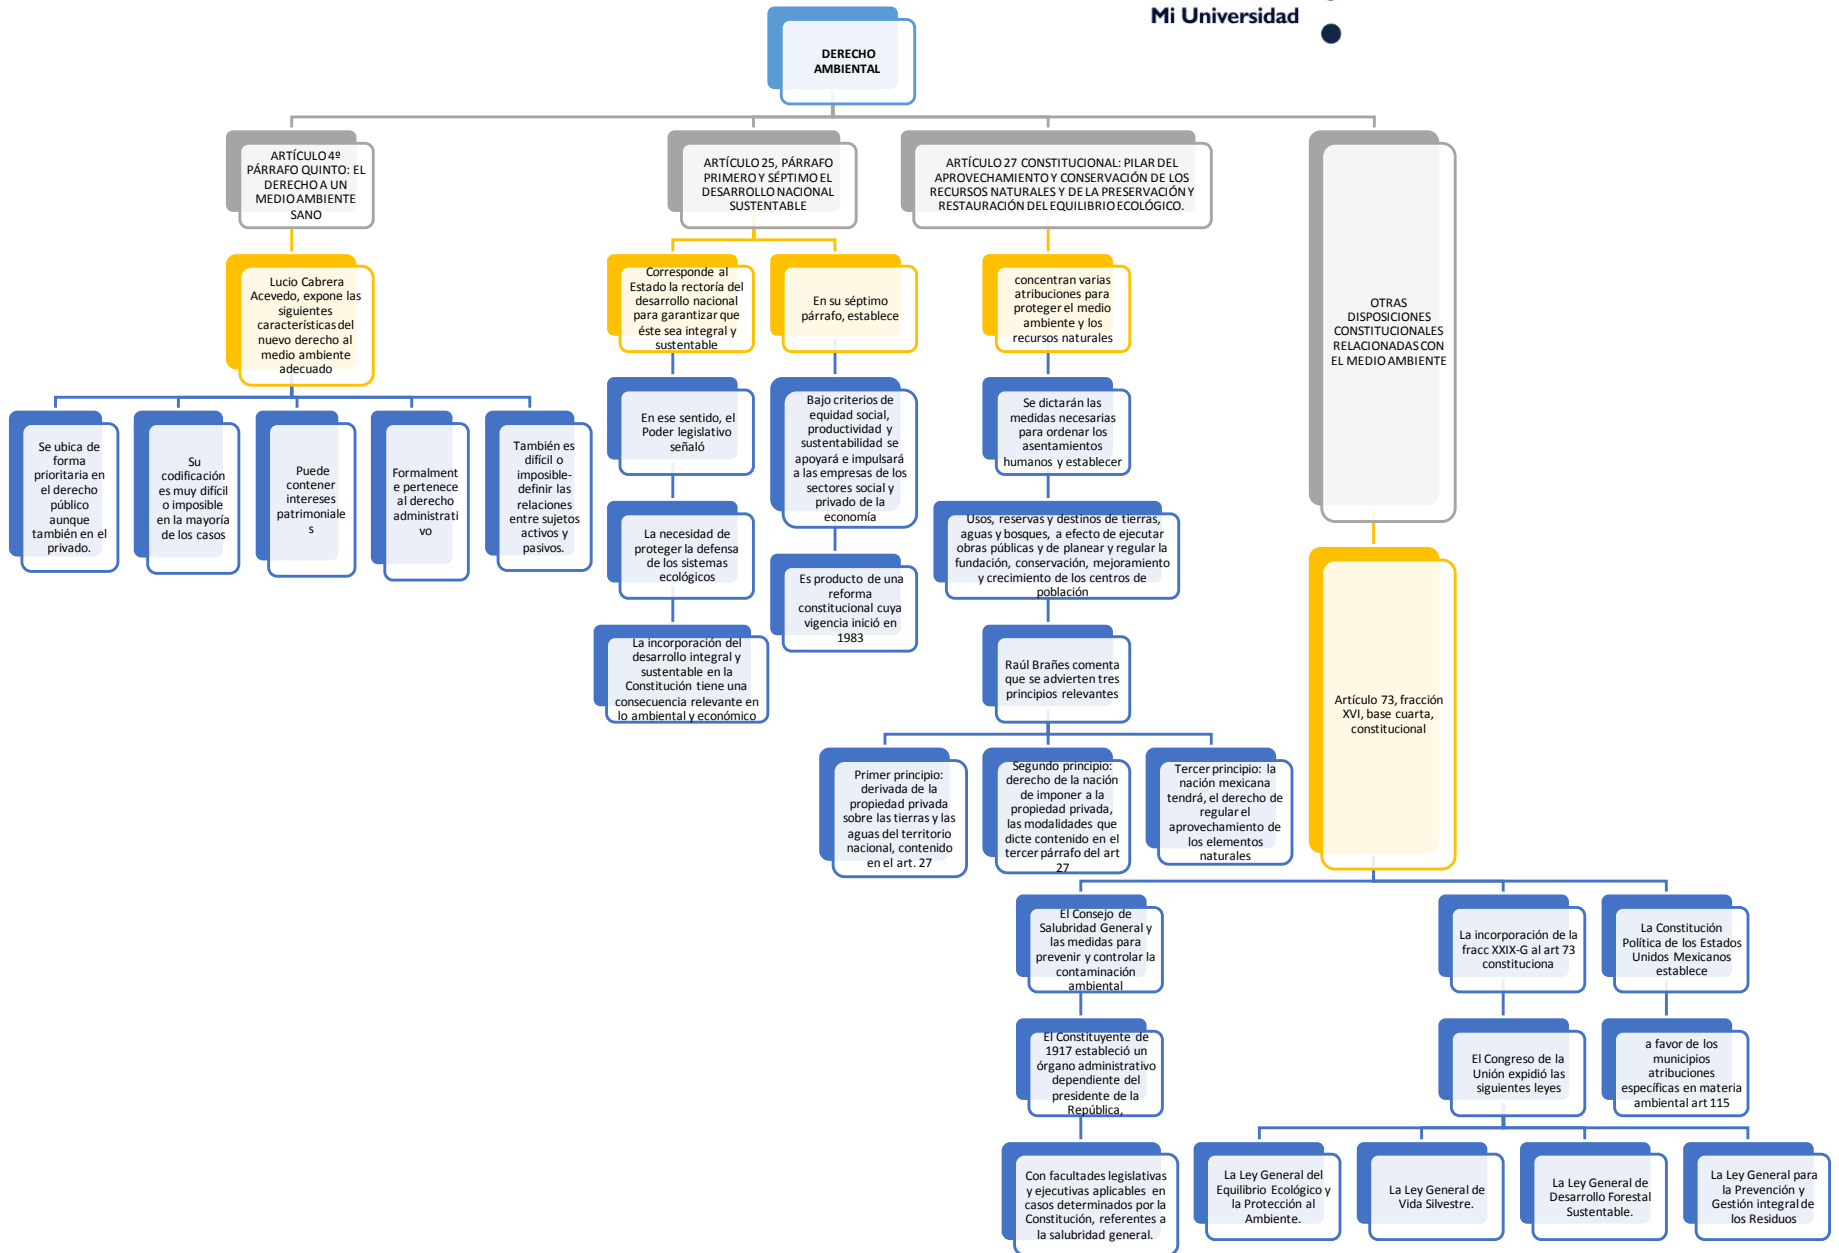 Mi Universidad
DERECHO
AMBIENTAL
ARTÍCULO 4º
PÁRRAFO QUINTO: EL
DERECHO A UN
MEDIO AMBIENTE
SANO
ARTÍCULO 25, PÁRRAFO
PRIMERO Y SÉPTIMO EL
DESARROLLO NACIONAL
SUSTENTABLE
ARTÍCULO 27 CONSTITUCIONAL: PILAR DEL
APROVECHAMIENTO Y CONSERVACIÓN DE LOS
RECURSOS NATURALES Y DE LA PRESERVACIÓN Y
RESTAURACIÓN DEL EQUILIBRIO ECOLÓGICO.
OTRAS
DISPOSICIONES
CONSTITUCIONALES
RELACIONADAS CON
EL MEDIO AMBIENTE
Lucio Cabrera
Acevedo, expone las
siguientes
características del
nuevo derecho al
medio ambiente
adecuado
Corresponde al
Estado la rectoría del
desarrollo nacional
para garantizar que
éste sea integral y
sustentable
En su séptimo
párrafo, establece
concentran varias
atribuciones para
proteger el medio
ambiente y los
recursos naturales
Se ubica de
forma
prioritaria en
el derecho
público
aunque
también en el
privado.
Su
codificación
es muy difícil
o imposible
en la mayoría
de los casos
Puede
contener
intereses
patrimoniale
s
Formalment
e pertenece
al derecho
administrati
vo
También es
difícil o
imposible-
definir las
relaciones
entre sujetos
activos y
pasivos.
En ese sentido, el
Poder legislativo
señaló
Bajo criterios de
equidad social,
productividad y
sustentabilidad se
apoyará e impulsará
a las empresas de los
sectores social y
privado de la
economía
Se dictarán las
medidas necesarias
para ordenar los
asentamientos
humanos y establecer
La necesidad de
proteger la defensa
de los sistemas
ecológicos
Es producto de una
reforma
constitucional cuya
vigencia inició en
1983
Usos, reservas y destinos de tierras,
aguas y bosques, a efecto de ejecutar
obras públicas y de planear y regular la
fundación, conservación, mejoramiento
y crecimiento de los centros de
población
La incorporación del
desarrollo integral y
sustentable en la
Constitución tiene una
consecuencia relevante en
lo ambiental y económico
Raúl Brañes comenta
que se advierten tres
principios relevantes
Artículo 73, fracción
XVI, base cuarta,
constitucional
Primer principio:
derivada de la
propiedad privada
sobre las tierras y las
aguas del territorio
nacional, contenido
en el art. 27
Segundo principio:
derecho de la nación
de imponer a la
propiedad privada,
las modalidades que
dicte contenido en el
tercer párrafo del art
27
Tercer principio: la
nación mexicana
tendrá, el derecho de
regular el
aprovechamiento de
los elementos
naturales
El Consejo de
Salubridad General y
las medidas para
prevenir y controlar la
contaminación
ambiental
La incorporación de la
fracc XXIX-G al art 73
constituciona
La Constitución
Política de los Estados
Unidos Mexicanos
establece
El Constituyente de
1917 estableció un
órgano administrativo
dependiente del
presidente de la
República,
El Congreso de la
Unión expidió las
siguientes leyes
a favor de los
municipios
atribuciones
específicas en materia
ambiental art 115
Con facultades legislativas
y ejecutivas aplicables en
casos determinados por la
Constitución, referentes a
la salubridad general.
La Ley General del
Equilibrio Ecológico y
la Protección al
Ambiente.
La Ley General de
Vida Silvestre.
La Ley General de
Desarrollo Forestal
Sustentable.
La Ley General para
la Prevención y
Gestión integral de
los Residuos